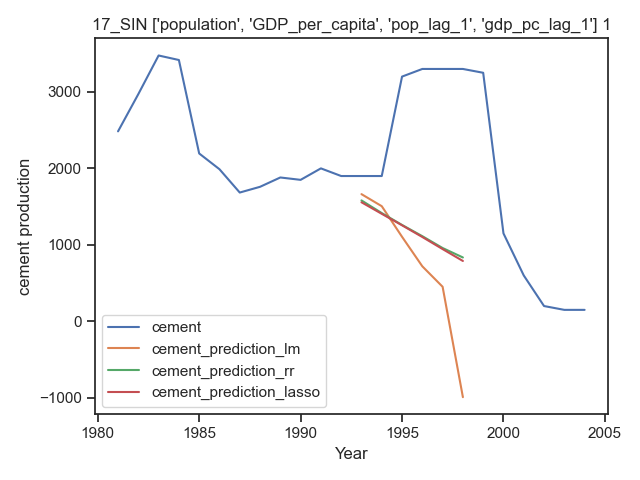 17_SIN ['population', 'GDP_per_capita', 'pop_lag_1', 'gdp_pc_lag_1'] 1
cement production
3000
2000
1000
0
−1000
cement
cement_prediction_lm
cement_prediction_rr
cement_prediction_lasso
1980 1985 1990 1995 2000 2005
Year